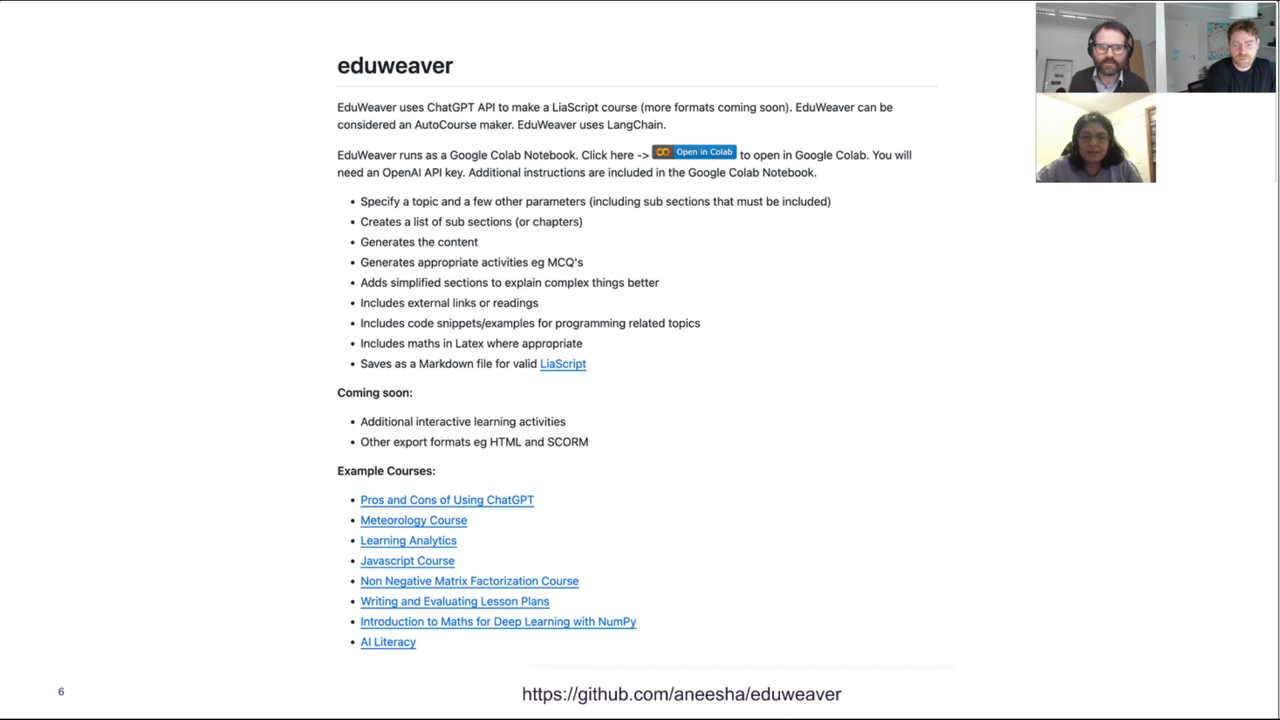 eduweaver
EduWeaver uses ChatGPT API to make a LiaScript course (more formats coming soon). EduWeaver can be
considered an AutoCourse maker. EduWeaver uses LangChain.
EduWeaver runs as a Google Colab Notebook. Click here -> Open in Colab to open in Google Colab. You will
need an OpenAI API key. Additional instructions are included in the Google Colab Notebook.
• Specify a topic and a few other parameters (including sub sections that must be included)
• Creates a list of sub sections (or chapters)
• Generates the content
• Generates appropriate activities eg MCQ's
• Adds simplified sections to explain complex things better
• Includes external links or readings
• Includes code snippets/examples for programming related topics
• Includes maths in Latex where appropriate
• Saves as a Markdown file for valid LiaScript
Coming soon:
• Additional interactive learning activities
• Other export formats eg HTML and SCORM
Example Courses:
• Pros and Cons of Using ChatGPT
• Meteorology Course
• Learning Analytics
• Javascript Course
• Non Negative Matrix Factorization Course
• Writing and Evaluating Lesson Plans
• Introduction to Maths for Deep Learning with NumPy
• AI Literacy
6
https://github.com/aneesha/eduweaver